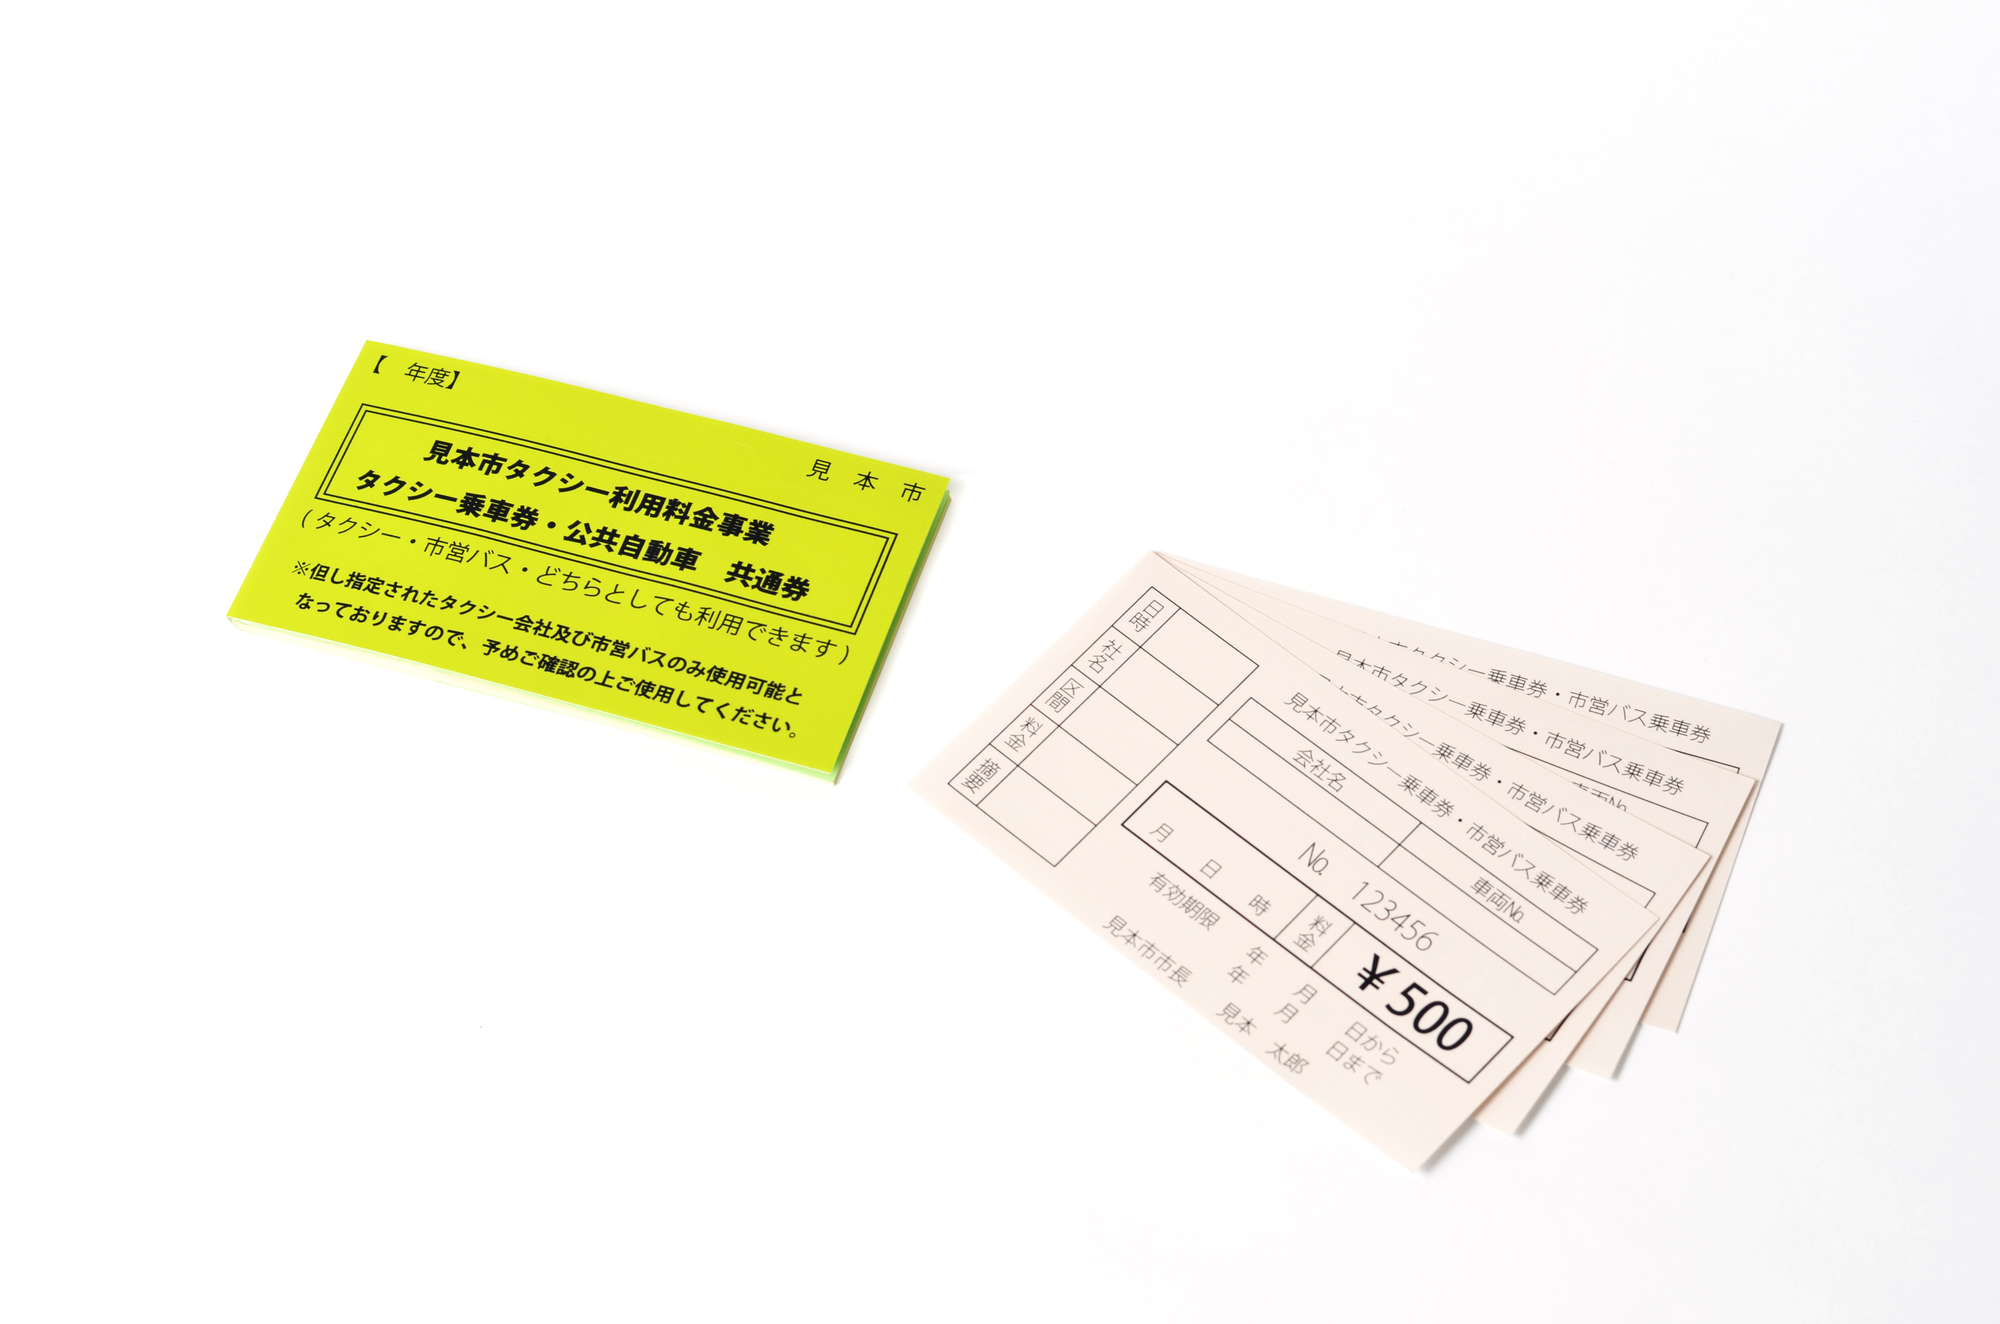 【　年度】
見　本　市
見本市タクシー利用料金事業
タクシー乗車券・公共自動車　共通券
(タクシー・市営バス・どちらとしても利用できます)
※但し指定されたタクシー会社及び市営バスのみ使用可能と
なっておりますので、予めご確認の上ご使用してください。
タクシー乗車券・市営バス乗車券
見本市タクシー乗車券・市営バス乗車券
車両No.
本市タクシー乗車券・市営バス乗車券
見本市タクシー乗車券・市営バス乗車券
会社名
車両No.
No. 123456
月　日　時
料金
¥500
有効期限　年　月　日から
年　月　日まで
見本市市長　見本　太郎
日時
社名
区間
料金
摘要